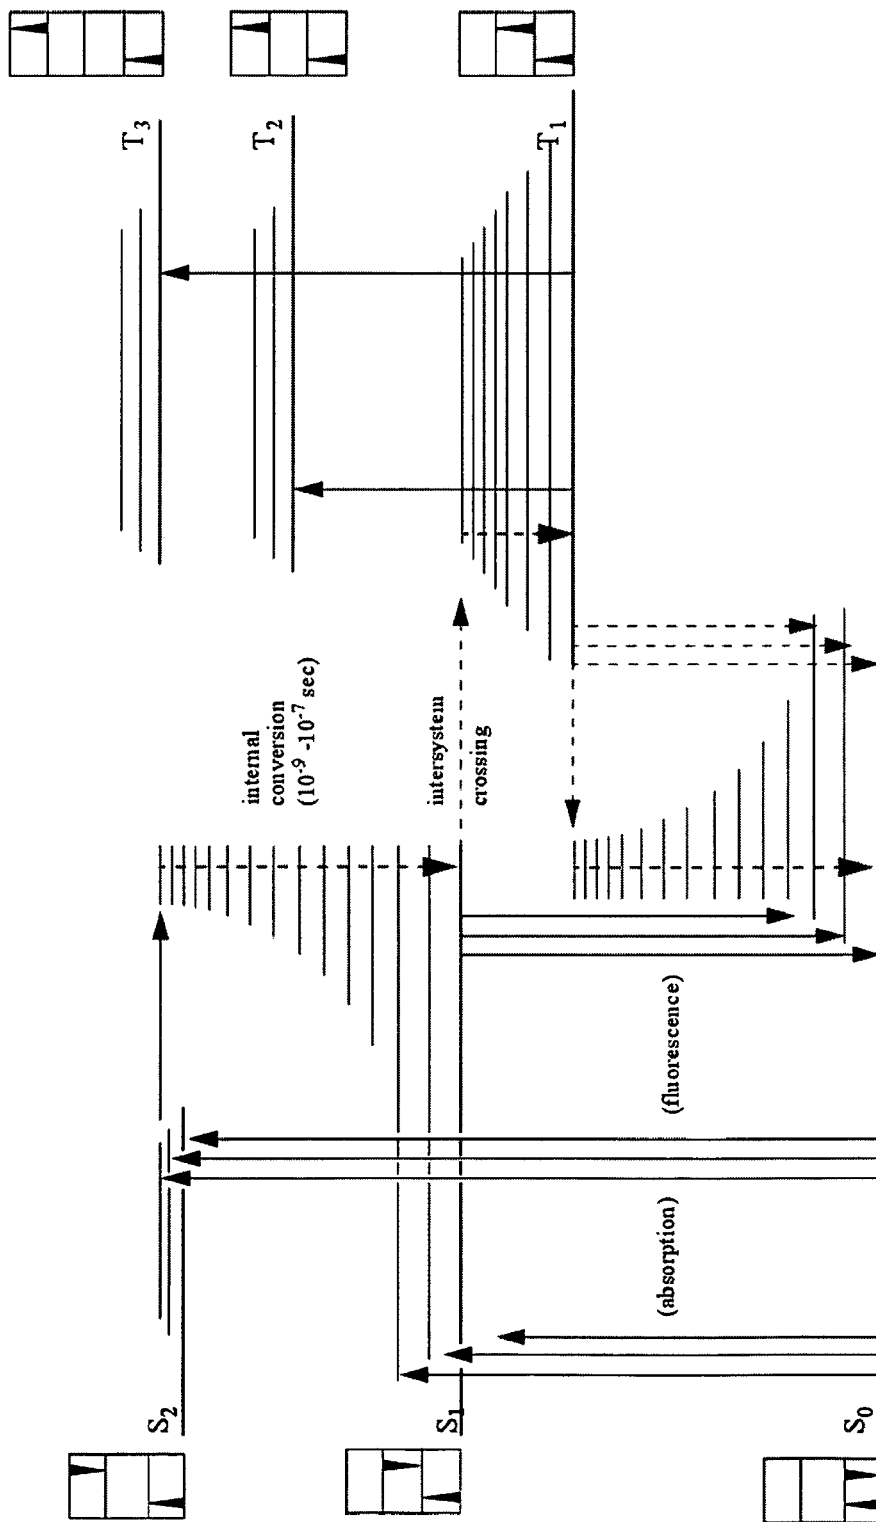 T3
T2
T1
internal
conversion
(10-9 -10-7 sec)
intersystem
crossing
(fluorescence)
(absorption)
S2
S1
S0